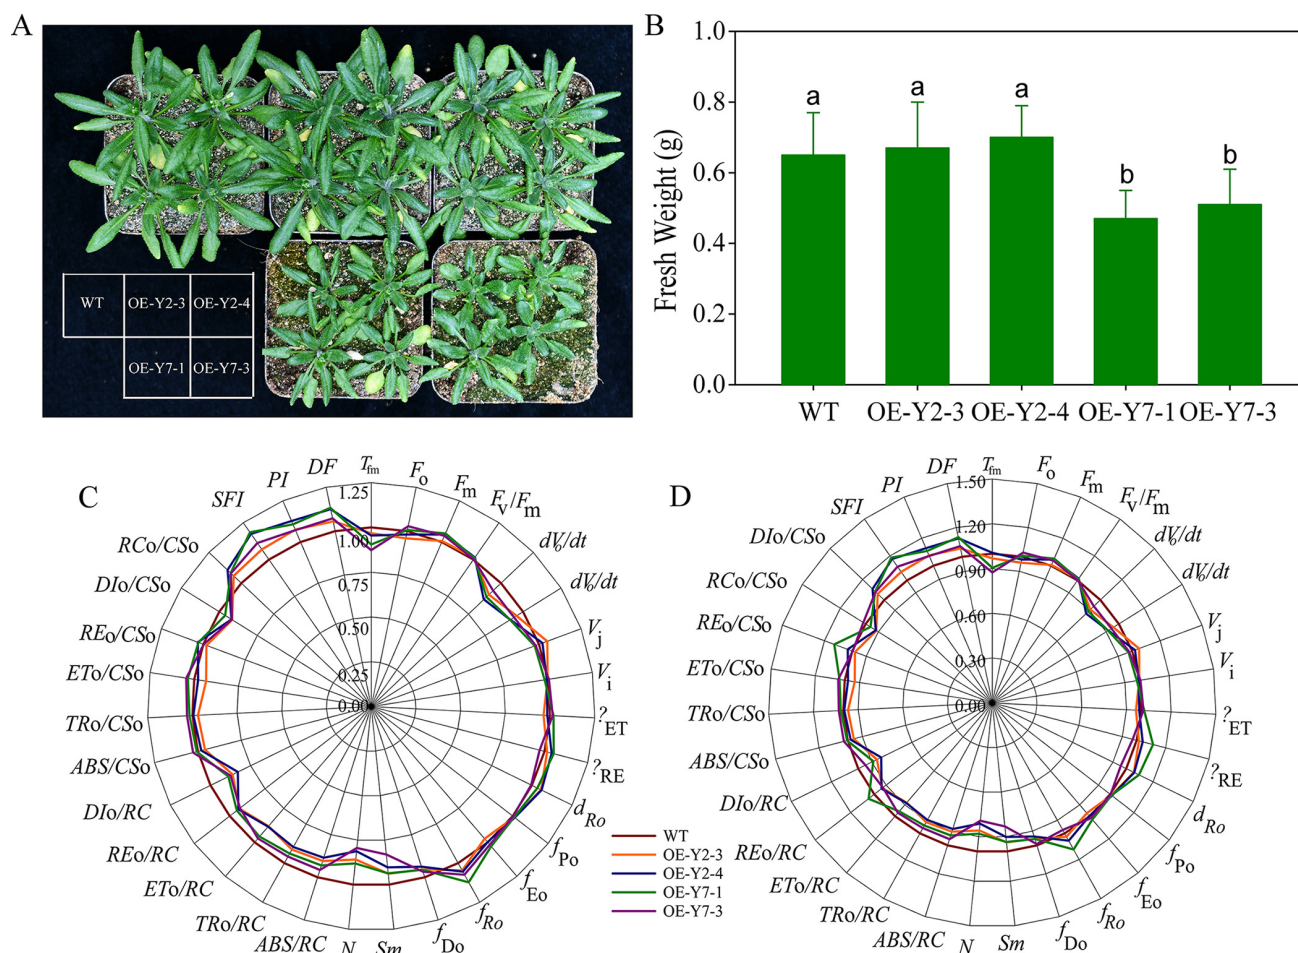 A
WT
OE-Y2-3
OE-Y2-4
OE-Y7-1
OE-Y7-3
B
Fresh Weight (g)
1.0
0.8
0.6
0.4
0.2
0.0
a
a
a
b
b
WT
OE-Y2-3
OE-Y2-4
OE-Y7-1
OE-Y7-3
C
Tfm
Fo
Fm
Fv/Fm
dVo/dt
dVo/dt
Vj
Vi
?ET
?RE
dRo
fPo
fEo
fRo
fDo
Sm
N
ABS/RC
TRo/RC
ETo/RC
REo/RC
DIo/RC
ABS/CSo
TRo/CSo
ETo/CSo
REo/CSo
DIo/CSo
RCo/CSo
SFI
PI
DF
1.25
1.00
0.75
0.50
0.25
0.00
WT
OE-Y2-3
OE-Y2-4
OE-Y7-1
OE-Y7-3
D
Tfm
Fo
Fm
Fv/Fm
dVo/dt
dVo/dt
Vj
Vi
?ET
?RE
dRo
fPo
fEo
fRo
fDo
Sm
N
ABS/RC
TRo/RC
ETo/RC
REo/RC
DIo/RC
ABS/CSo
TRo/CSo
ETo/CSo
REo/CSo
RCo/CSo
DIo/CSo
SFI
PI
DF
1.50
1.20
0.90
0.60
0.30
0.00